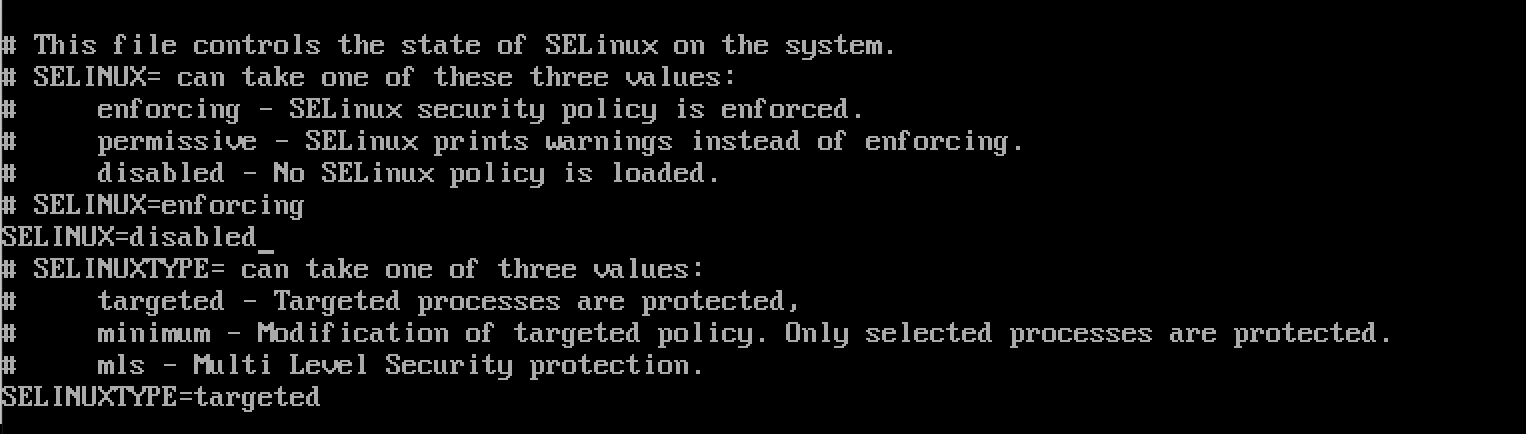 # This file controls the state of SELinux on the system.
# SELINUX= can take one of these three values:
#     enforcing - SELinux security policy is enforced.
#     permissive - SELinux prints warnings instead of enforcing.
#     disabled - No SELinux policy is loaded.
# SELINUX=enforcing
SELINUX=disabled_
# SELINUXTYPE= can take one of three values:
#     targeted - Targeted processes are protected,
#     minimum - Modification of targeted policy. Only selected processes are protected.
#     mls - Multi Level Security protection.
SELINUXTYPE=targeted